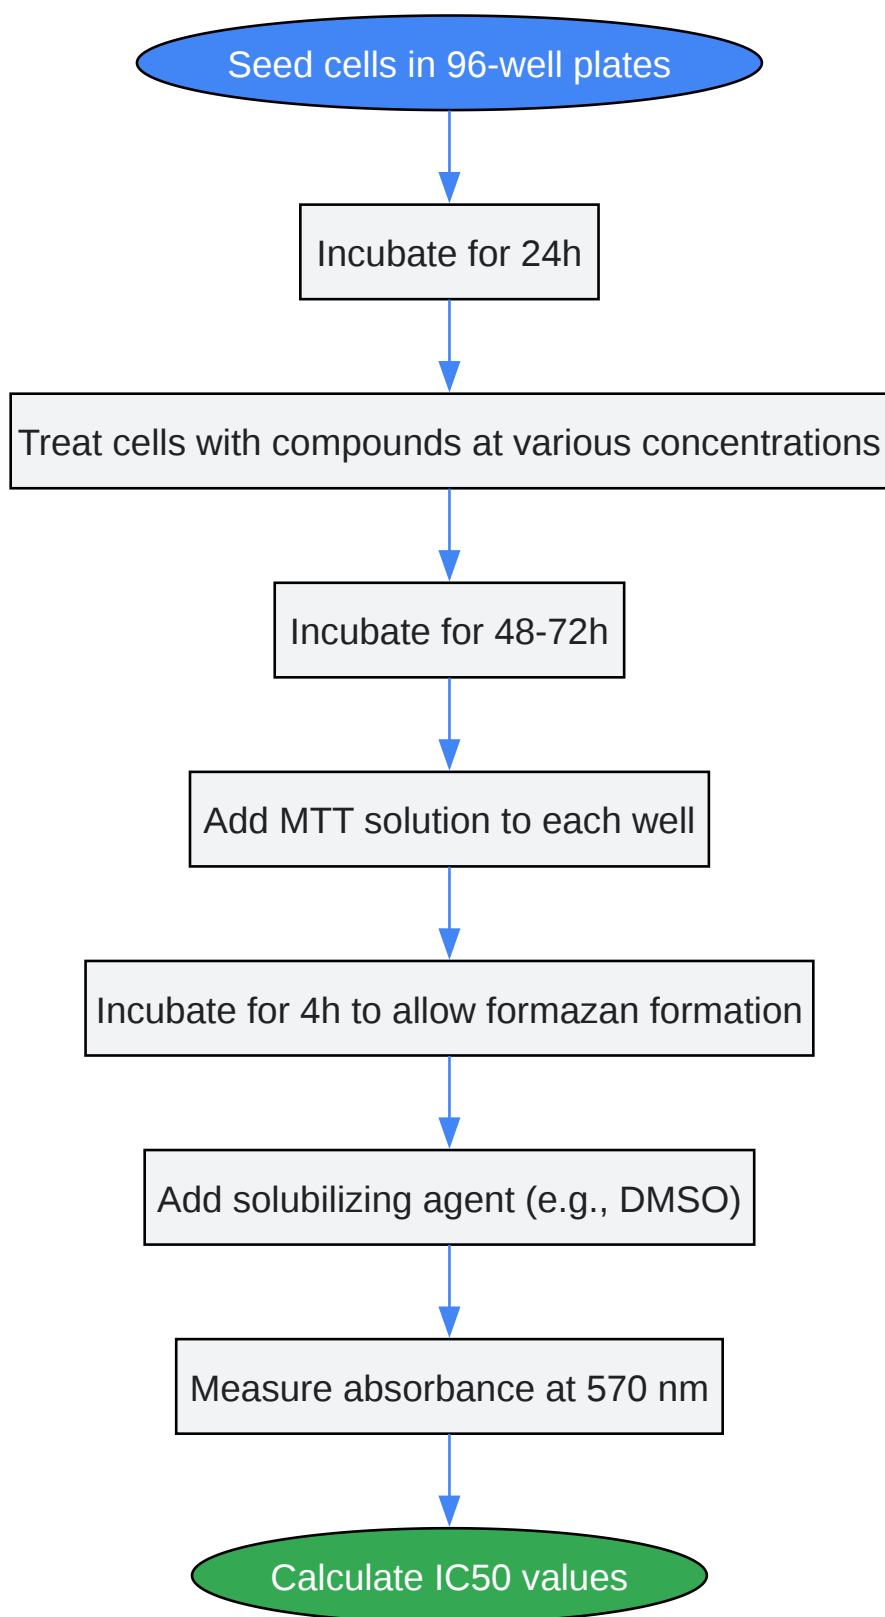 Seed cells in 96-well plates
Incubate for 24h
Treat cells with compounds at various concentrations
Incubate for 48-72h
Add MTT solution to each well
Incubate for 4h to allow formazan formation
Add solubilizing agent (e.g., DMSO)
Measure absorbance at 570 nm
Calculate IC50 values